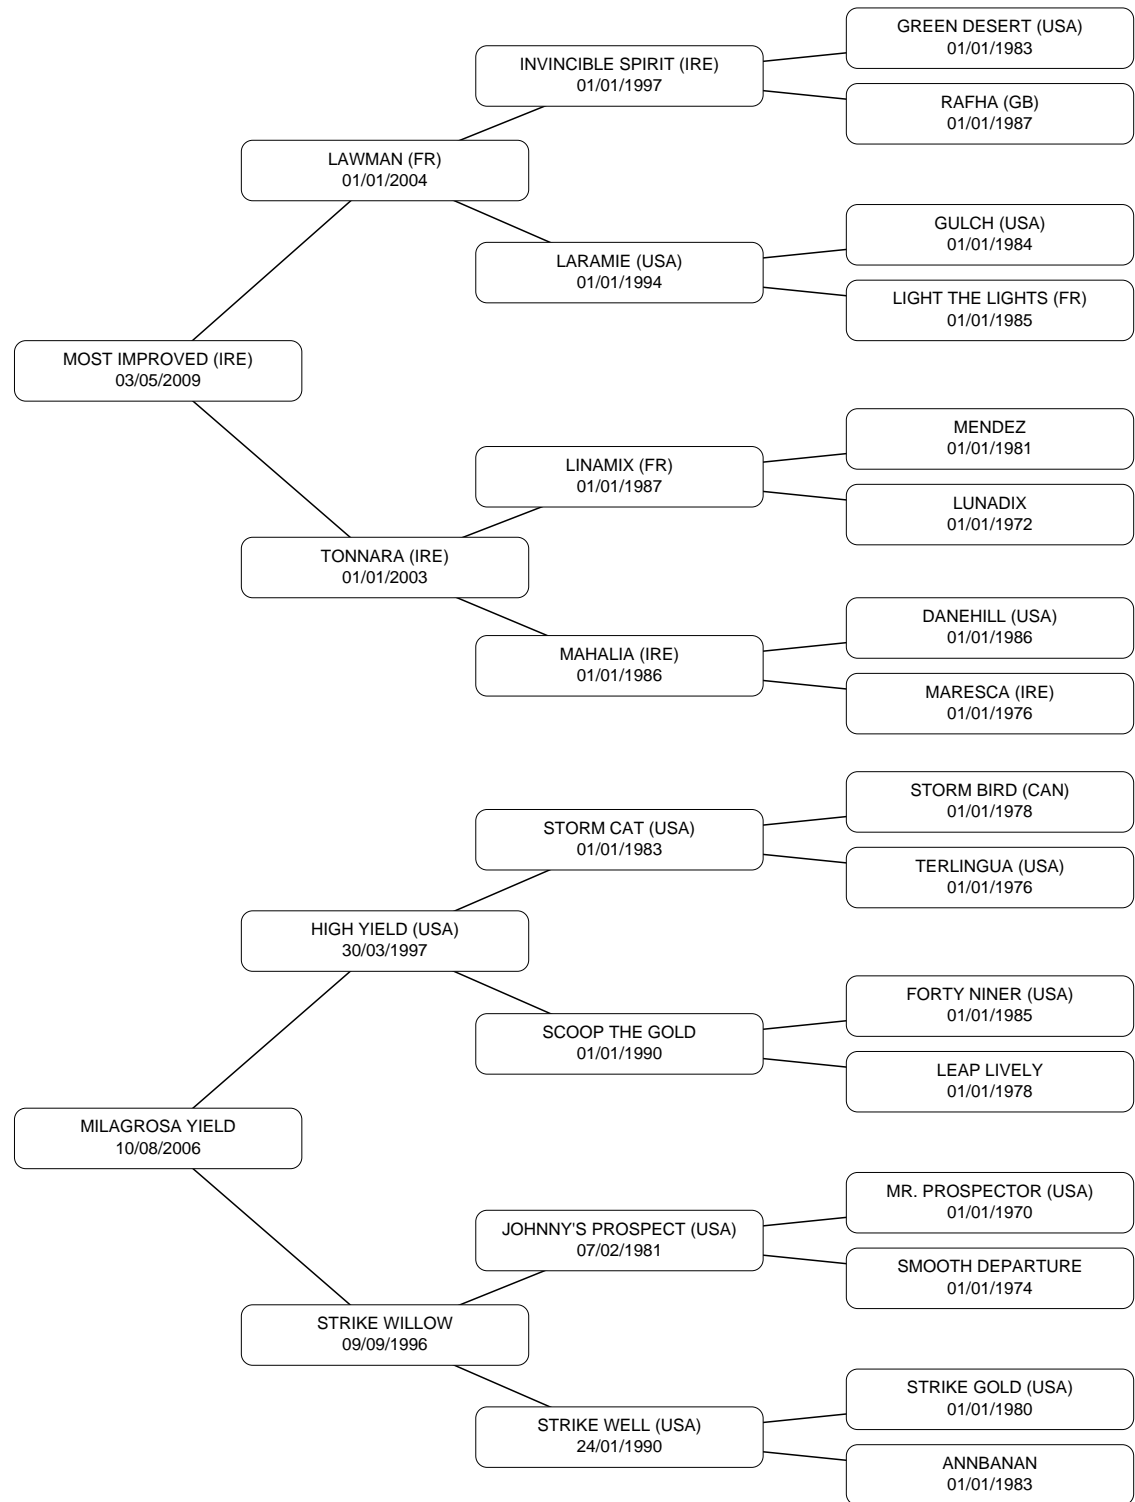 GREEN DESERT (USA)
01/01/1983
INVINCIBLE SPIRIT (IRE)
01/01/1997
RAFHA (GB)
01/01/1987
LAWMAN (FR)
01/01/2004
GULCH (USA)
01/01/1984
LARAMIE (USA)
01/01/1994
LIGHT THE LIGHTS (FR)
01/01/1985
MOST IMPROVED (IRE)
03/05/2009
MENDEZ
01/01/1981
LINAMIX (FR)
01/01/1987
LUNADIX
01/01/1972
TONNARA (IRE)
01/01/2003
DANEHILL (USA)
01/01/1986
MAHALIA (IRE)
01/01/1986
MARESCA (IRE)
01/01/1976
STORM BIRD (CAN)
01/01/1978
STORM CAT (USA)
01/01/1983
TERLINGUA (USA)
01/01/1976
HIGH YIELD (USA)
30/03/1997
FORTY NINER (USA)
01/01/1985
SCOOP THE GOLD
01/01/1990
LEAP LIVELY
01/01/1978
MILAGROSA YIELD
10/08/2006
MR. PROSPECTOR (USA)
01/01/1970
JOHNNY'S PROSPECT (USA)
07/02/1981
SMOOTH DEPARTURE
01/01/1974
STRIKE WILLOW
09/09/1996
STRIKE GOLD (USA)
01/01/1980
STRIKE WELL (USA)
24/01/1990
ANNBANAN
01/01/1983